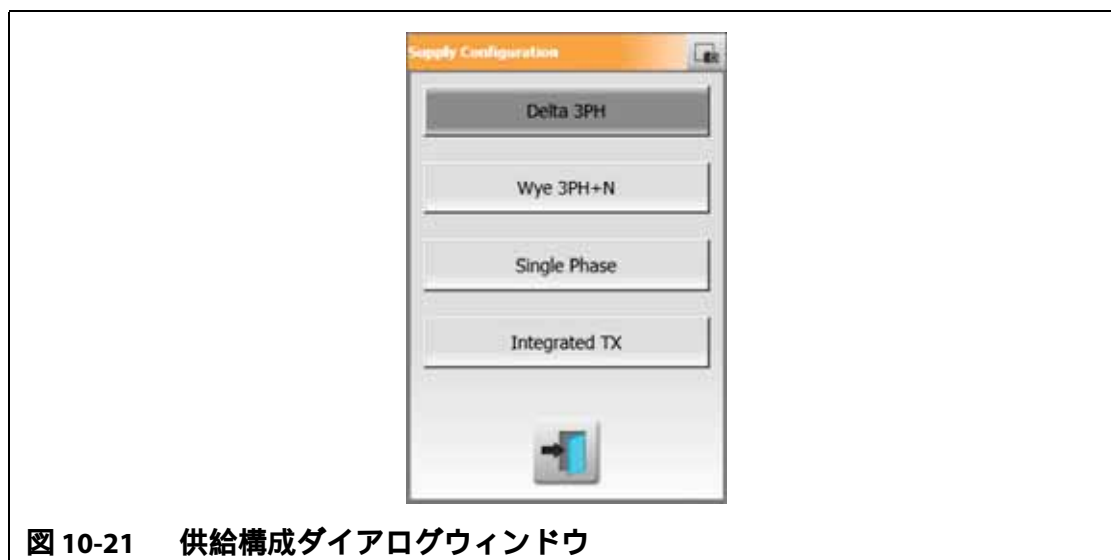 Supply Configuration
Delta 3PH
Wye 3PH+N
Single Phase
Integrated TX
図 10-21 供給構成ダイアログウィンドウ